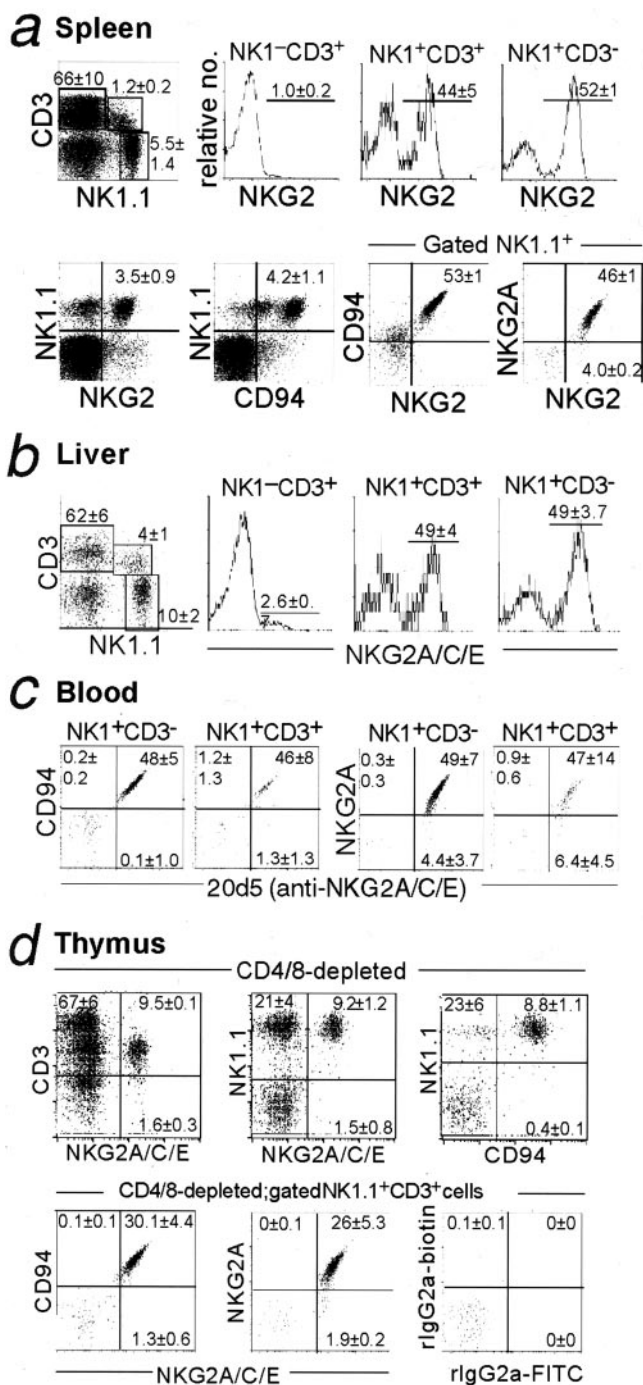 a Spleen
NK1⁻CD3⁺ NK1⁺CD3⁺ NK1⁺CD3-
66±10 1.2±0.2 1.0±0.2 44±5 52±1
5.5±
1.4
CD3 relative no.
NK1.1 NKG2 NKG2 NKG2
Gated NK1.1⁺
3.5±0.9 4.2±1.1 53±1 46±1
NK1.1 NK1.1 CD94 NKG2A
4.0±0.2
NKG2 CD94 NKG2 NKG2
b Liver
NK1⁻CD3⁺ NK1⁺CD3⁺ NK1⁺CD3-
62±6 4±1 49±4 49±3.7
CD3 2.6±0.
7
10±2
NK1.1 NKG2A/C/E
c Blood
NK1⁺CD3- NK1⁺CD3⁺ NK1⁺CD3- NK1⁺CD3⁺
0.2± 48±5 1.2± 46±8 0.3± 49±7 0.9± 47±14
0.2 1.3 0.3 0.6
CD94 NKG2A
0.1±1.0 1.3±1.3 4.4±3.7 6.4±4.5
20d5 (anti-NKG2A/C/E)
d Thymus
CD4/8-depleted
67±6 9.5±0.1 21±4 9.2±1.2 23±6 8.8±1.1
CD3 NK1.1 NK1.1
1.6±0.3 1.5±0.8 0.4±0.1
NKG2A/C/E NKG2A/C/E CD94
CD4/8-depleted;gatedNK1.1⁺CD3⁺cells
0.1±0.1 30.1±4.4 0±0.1 26±5.3 0.1±0.1 0±0
CD94 NKG2A rIgG2a-biotin
1.3±0.6 1.9±0.2 0±0
NKG2A/C/E rIgG2a-FITC